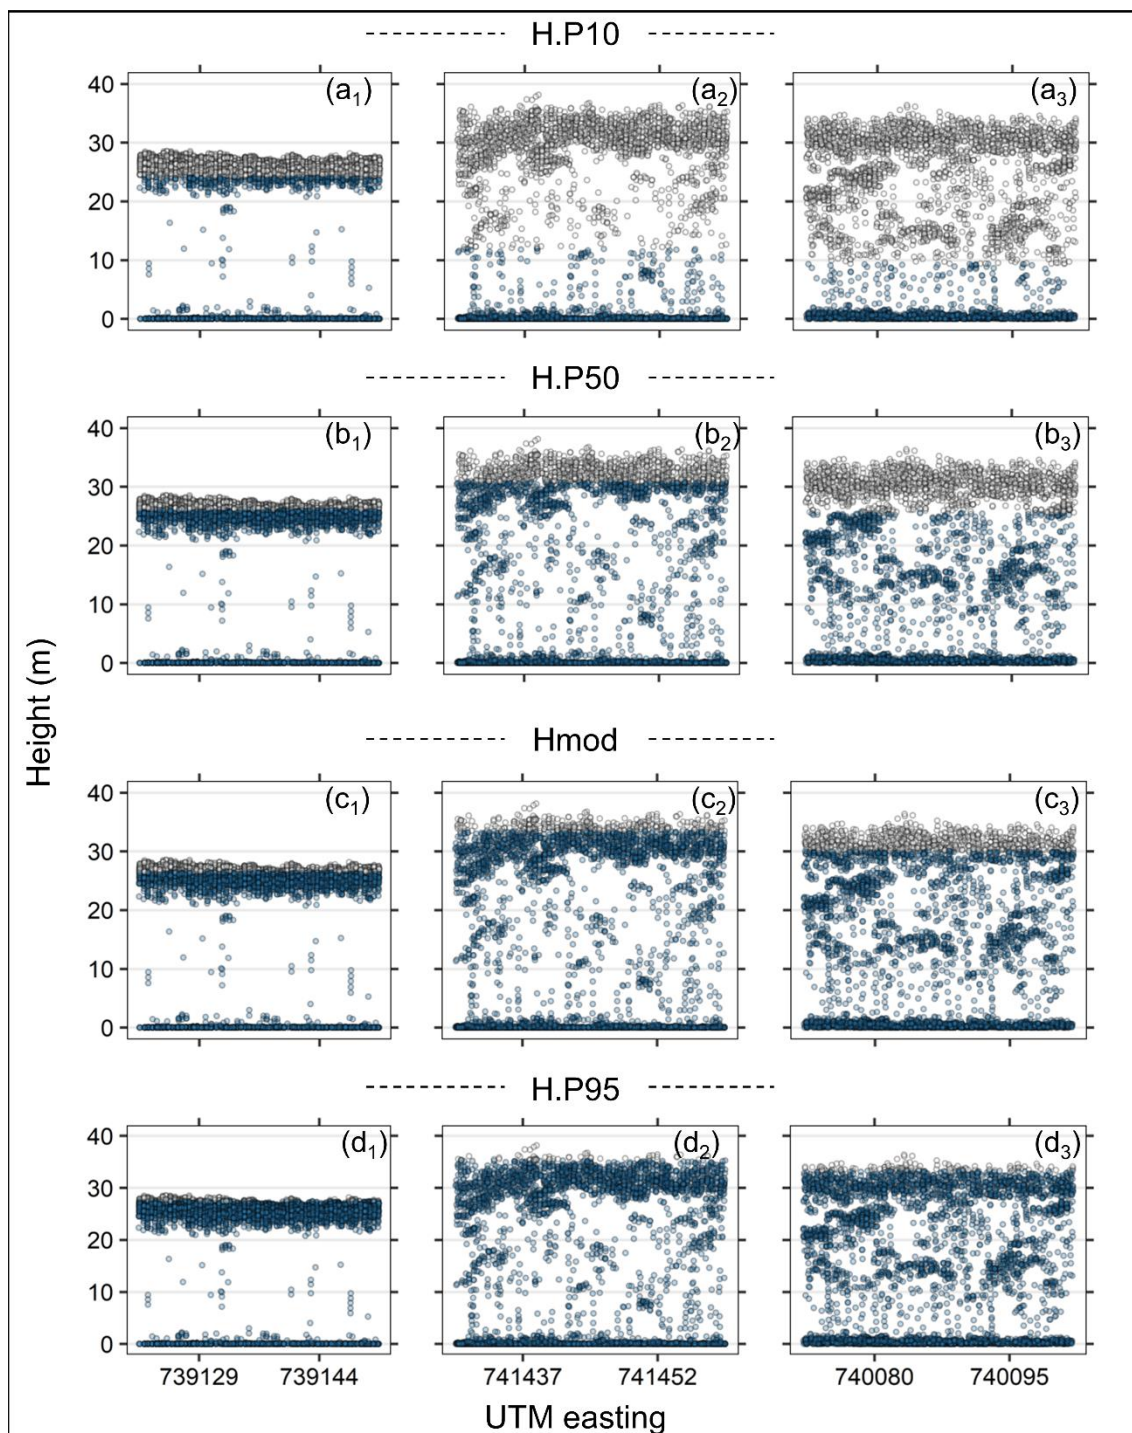 H.P10
(a1) (a2) (a3)
40
30
20
10
0
H.P50
(b1) (b2) (b3)
40
30
20
10
0
Height (m)
Hmod
(c1) (c2) (c3)
40
30
20
10
0
H.P95
(d1) (d2) (d3)
40
30
20
10
0
739129 739144 741437 741452 740080 740095
UTM easting